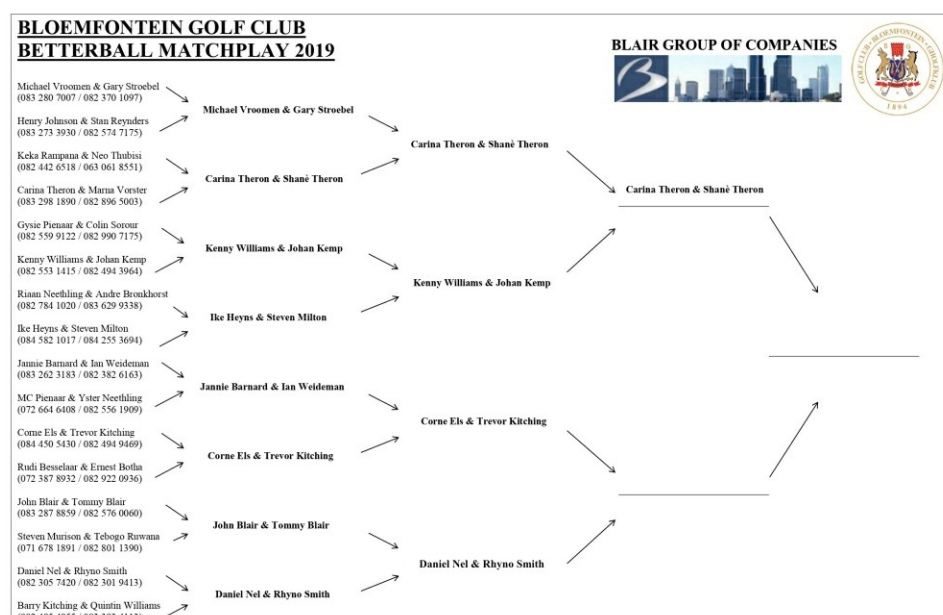 BLOEMFONTEIN GOLF CLUB
BETTERBALL MATCHPLAY 2019
BLAIR GROUP OF COMPANIES
GOLF CLUB • BLOEMFONTEIN • GHOLFKLUB
1894
Michael Vroomen & Gary Stroebel
(083 280 7007 / 082 370 1097)
Henry Johnson & Stan Reynders
(083 273 3930 / 082 574 7175)
Keka Rampana & Neo Thubisi
(082 442 6518 / 063 061 8551)
Carina Theron & Marna Vorster
(083 298 1890 / 082 896 5003)
Gysie Pienaar & Colin Sorour
(082 559 9122 / 082 990 7175)
Kenny Williams & Johan Kemp
(082 553 1415 / 082 494 3964)
Riaan Neethling & Andre Bronkhorst
(082 784 1020 / 083 629 9338)
Ike Heyns & Steven Milton
(084 582 1017 / 084 255 3694)
Jannie Barnard & Ian Weideman
(083 262 3183 / 082 382 6163)
MC Pienaar & Yster Neethling
(072 664 6408 / 082 556 1909)
Corne Els & Trevor Kitching
(084 450 5430 / 082 494 9469)
Rudi Besselaar & Ernest Botha
(072 387 8932 / 082 922 0936)
John Blair & Tommy Blair
(083 287 8859 / 082 576 0060)
Steven Murison & Tebogo Ruwana
(071 678 1891 / 082 801 1390)
Daniel Nel & Rhyno Smith
(082 305 7420 / 082 301 9413)
Barry Kitching & Quintin Williams
Michael Vroomen & Gary Stroebel
Carina Theron & Shanè Theron
Kenny Williams & Johan Kemp
Ike Heyns & Steven Milton
Jannie Barnard & Ian Weideman
Corne Els & Trevor Kitching
John Blair & Tommy Blair
Daniel Nel & Rhyno Smith
Carina Theron & Shanè Theron
Kenny Williams & Johan Kemp
Corne Els & Trevor Kitching
Daniel Nel & Rhyno Smith
Carina Theron & Shanè Theron